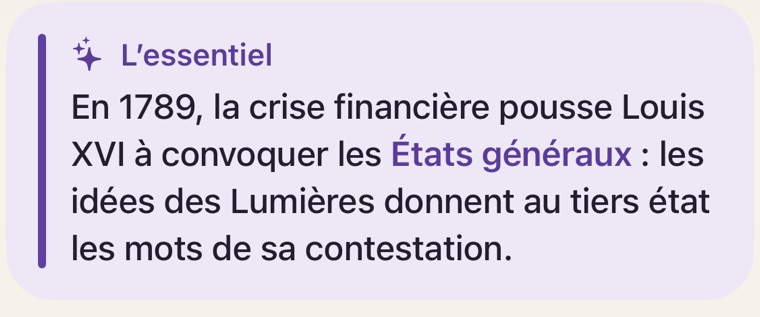 L’essentiel
En 1789, la crise financière pousse Louis
XVI à convoquer les États généraux : les
idées des Lumières donnent au tiers état
les mots de sa contestation.